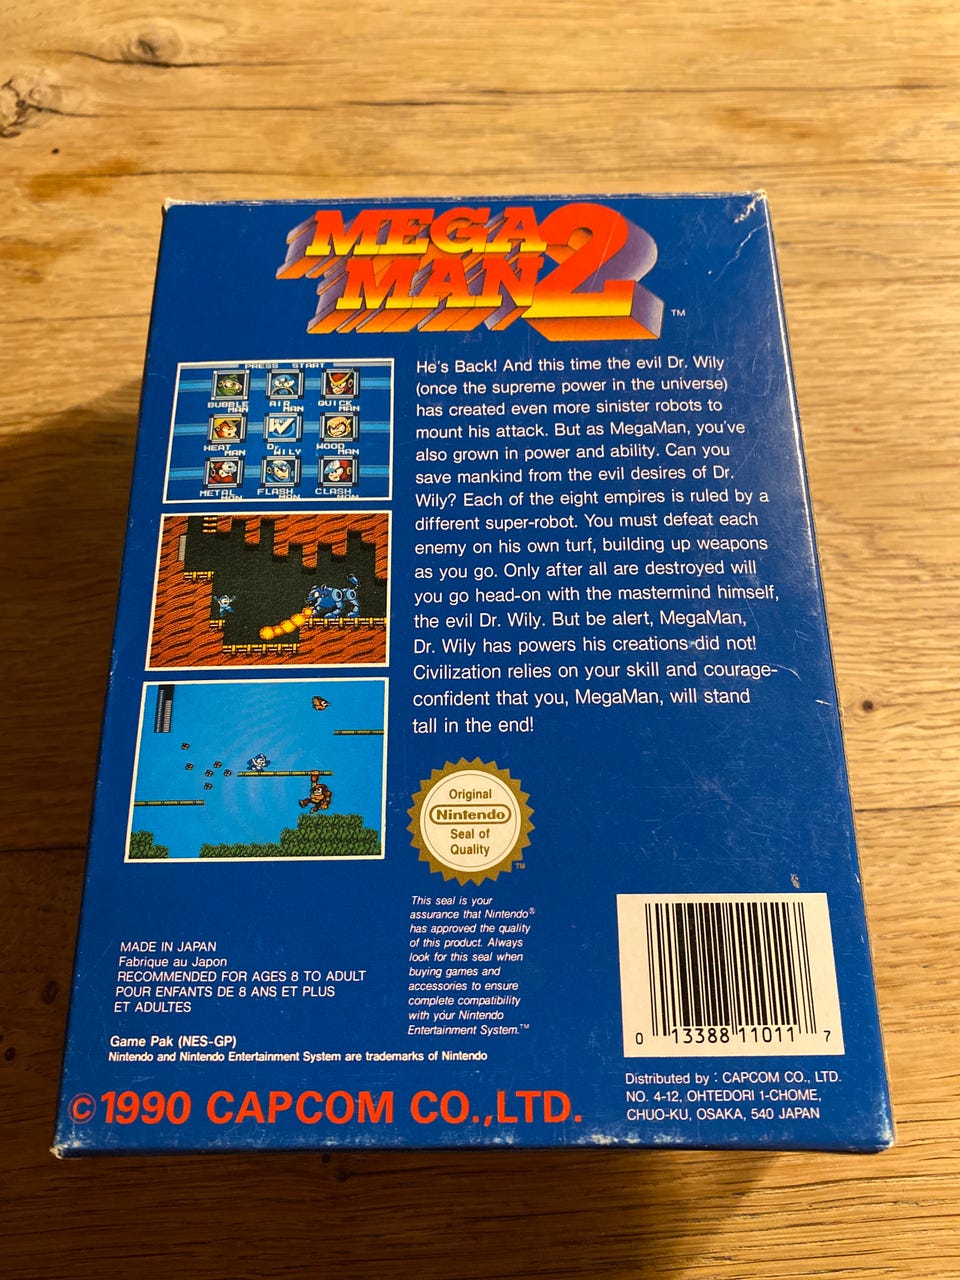 MEGA
MAN 2
TM
PRESS START
BUBBLE MAN
AIR MAN
QUICK MAN
HEAT MAN
Dr. WILY
WOOD MAN
METAL MAN
FLASH MAN
CLASH MAN
He's Back! And this time the evil Dr. Wily
(once the supreme power in the universe)
has created even more sinister robots to
mount his attack. But as MegaMan, you've
also grown in power and ability. Can you
save mankind from the evil desires of Dr.
Wily? Each of the eight empires is ruled by a
different super-robot. You must defeat each
enemy on his own turf, building up weapons
as you go. Only after all are destroyed will
you go head-on with the mastermind himself,
the evil Dr. Wily. But be alert, MegaMan,
Dr. Wily has powers his creations did not!
Civilization relies on your skill and courage-
confident that you, MegaMan, will stand
tall in the end!
Original
Nintendo
Seal of
Quality
TM
This seal is your
assurance that Nintendo®
has approved the quality
of this product. Always
look for this seal when
buying games and
accessories to ensure
complete compatibility
with your Nintendo
Entertainment System.™
MADE IN JAPAN
Fabrique au Japon
RECOMMENDED FOR AGES 8 TO ADULT
POUR ENFANTS DE 8 ANS ET PLUS
ET ADULTES
Game Pak (NES-GP)
Nintendo and Nintendo Entertainment System are trademarks of Nintendo
©1990 CAPCOM CO.,LTD.
0 13388 11011 7
Distributed by : CAPCOM CO., LTD.
NO. 4-12, OHTEDORI 1-CHOME,
CHUO-KU, OSAKA, 540 JAPAN